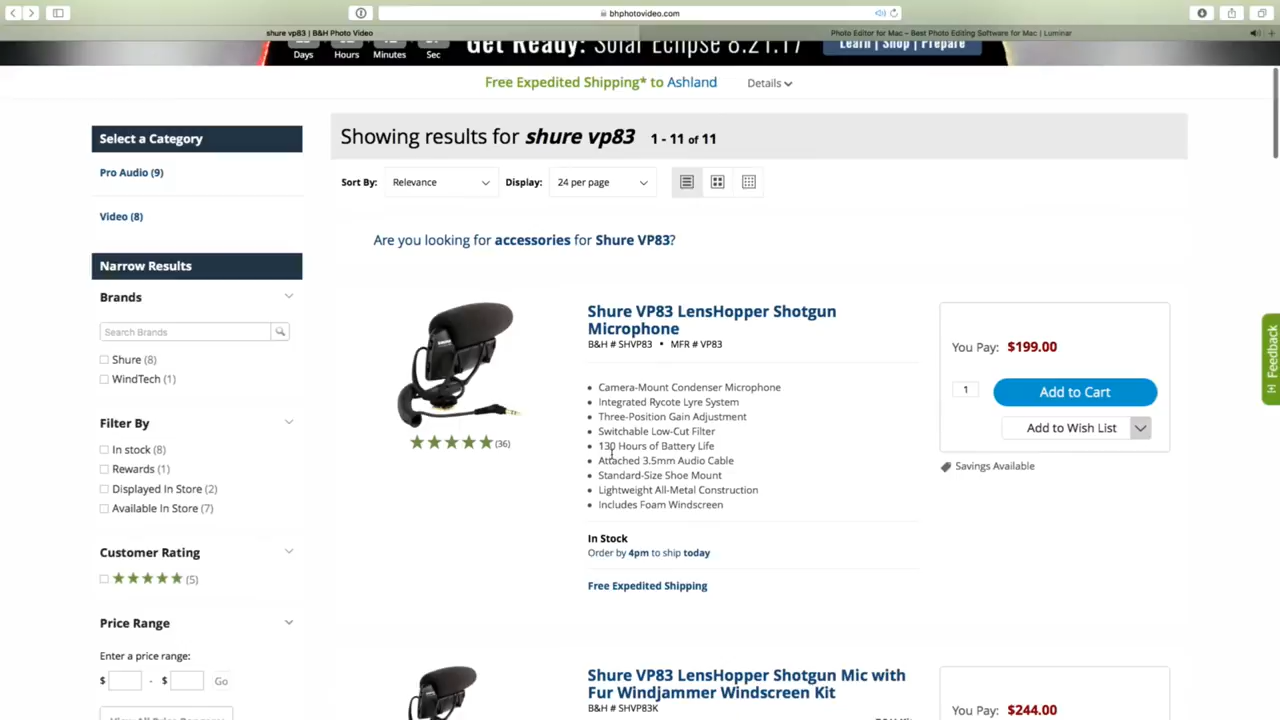 bhphotovideo.com
shure vp83 | B&H Photo Video
Photo Editor for Mac – Best Photo Editing Software for Mac | Luminar
Get Ready: Solar Eclipse 8.21.17
Learn | Shop | Prepare
Days Hours Minutes Sec
Free Expedited Shipping* to Ashland Details
Select a Category
Pro Audio (9)
Video (8)
Narrow Results
Brands
Search Brands
Shure (8)
WindTech (1)
Filter By
In stock (8)
Rewards (1)
Displayed In Store (2)
Available In Store (7)
Customer Rating
(5)
Price Range
Enter a price range:
$ - $ Go
Showing results for shure vp83 1 - 11 of 11
Sort By: Relevance Display: 24 per page
Are you looking for accessories for Shure VP83?
(36)
Shure VP83 LensHopper Shotgun
Microphone
B&H # SHVP83 • MFR # VP83
• Camera-Mount Condenser Microphone
• Integrated Rycote Lyre System
• Three-Position Gain Adjustment
• Switchable Low-Cut Filter
• 130 Hours of Battery Life
• Attached 3.5mm Audio Cable
• Standard-Size Shoe Mount
• Lightweight All-Metal Construction
• Includes Foam Windscreen
In Stock
Order by 4pm to ship today
Free Expedited Shipping
You Pay: $199.00
1 Add to Cart
Add to Wish List
Savings Available
Feedback
Shure VP83 LensHopper Shotgun Mic with
Fur Windjammer Windscreen Kit
B&H # SHVP83K
You Pay: $244.00